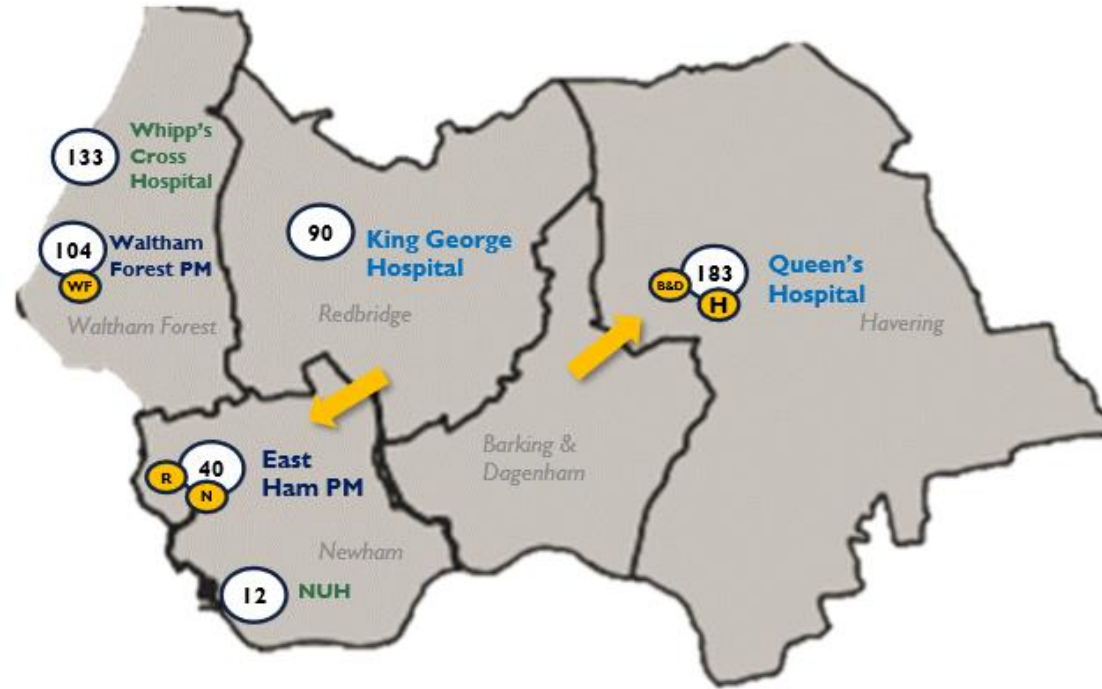 133
Whipp's
Cross
Hospital
104
Waltham
Forest PM
WF
Waltham Forest
90
King George
Hospital
Redbridge
183
B&D
H
Queen's
Hospital
Havering
Barking &
Dagenham
40
R
N
East
Ham PM
Newham
12
NUH